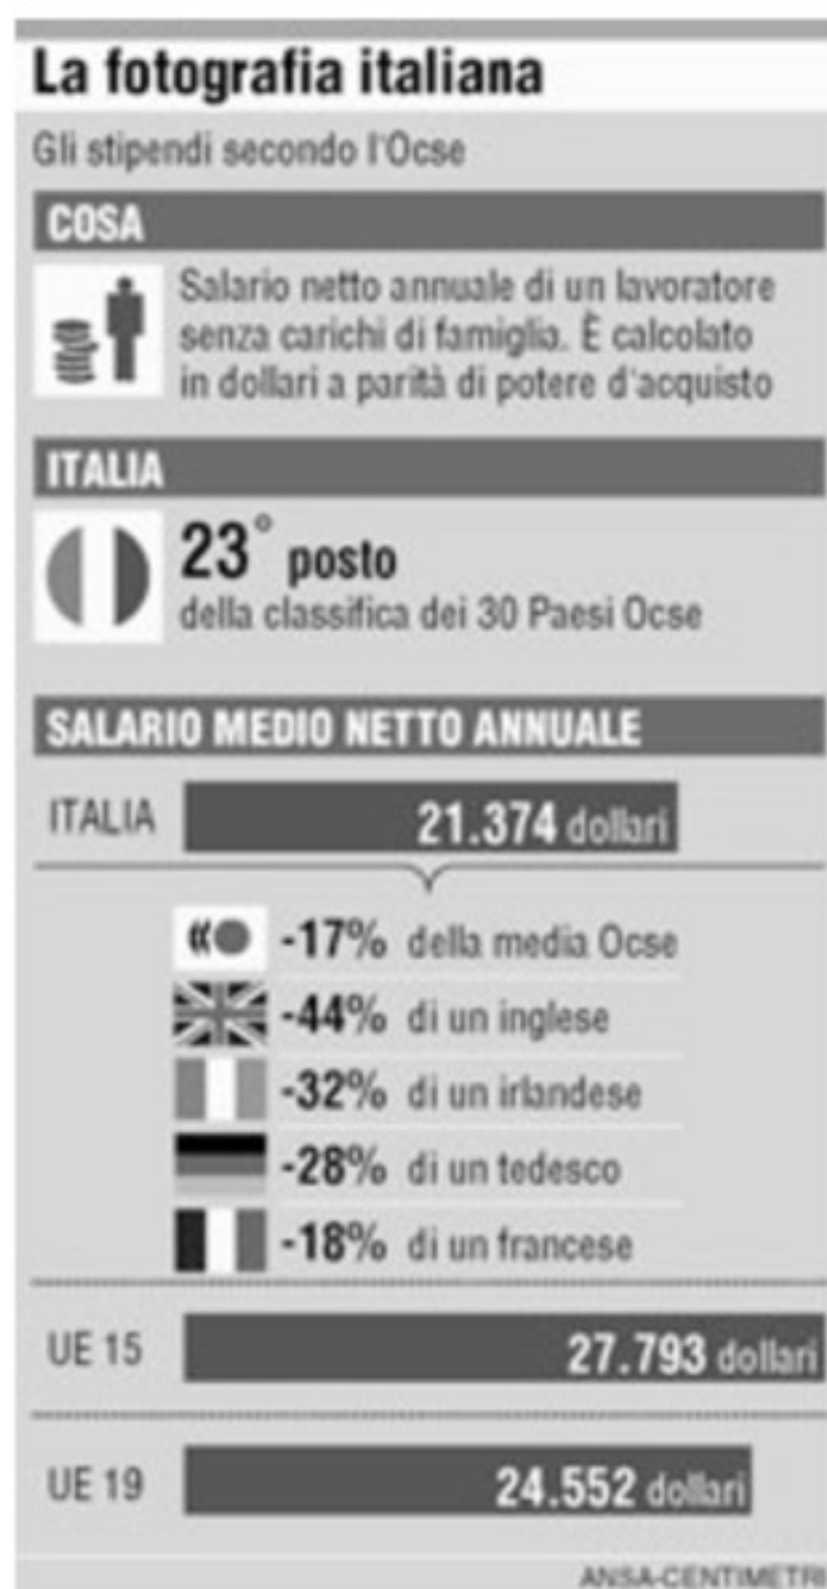 La fotografia italiana
Gli stipendi secondo l'Ocse
COSA
Salario netto annuale di un lavoratore
senza carichi di famiglia. È calcolato
in dollari a parità di potere d'acquisto
ITALIA
23° posto
della classifica dei 30 Paesi Ocse
SALARIO MEDIO NETTO ANNUALE
ITALIA 21.374 dollari
-17% della media Ocse
-44% di un inglese
-32% di un irlandese
-28% di un tedesco
-18% di un francese
UE 15 27.793 dollari
UE 19 24.552 dollari
ANSA-CENTIMETRI